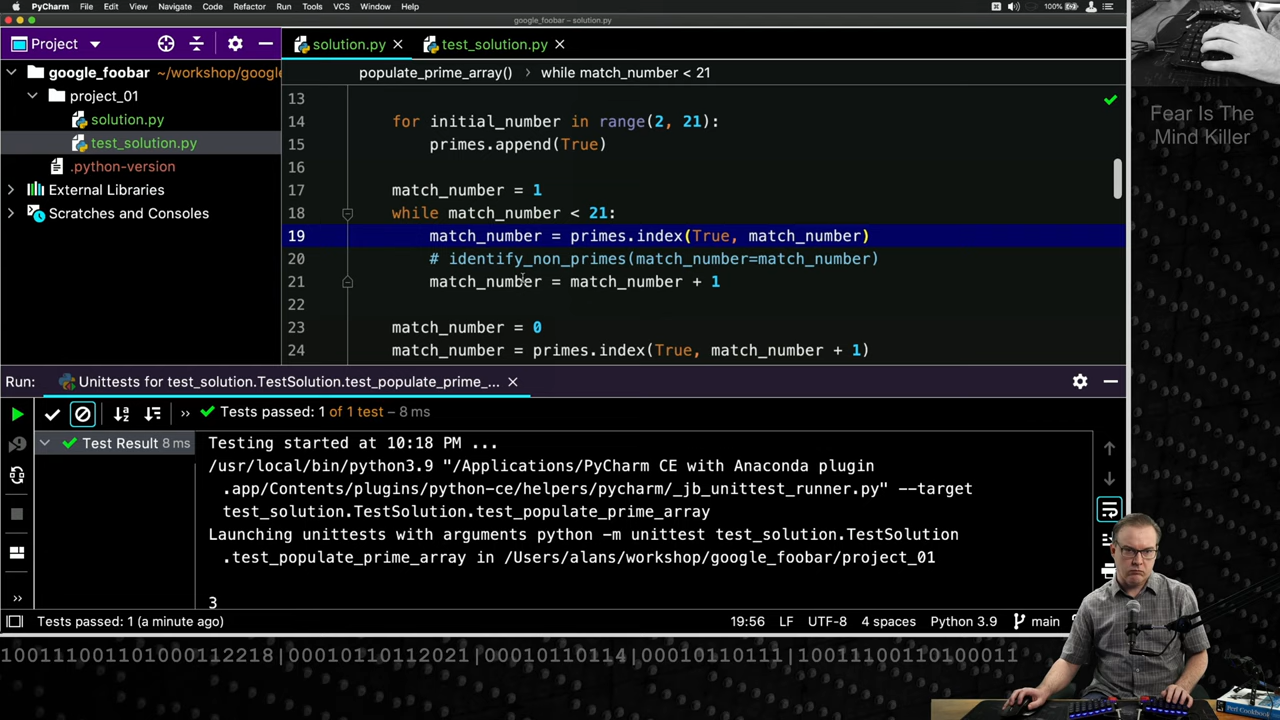 PyCharm File Edit View Navigate Code Refactor Run Tools VCS Window Help 100%
google_foobar – solution.py
Project
solution.py
test_solution.py
google_foobar ~/workshop/google
project_01
solution.py
test_solution.py
.python-version
External Libraries
Scratches and Consoles
populate_prime_array() while match_number < 21
13
14 for initial_number in range(2, 21):
15 primes.append(True)
16
17 match_number = 1
18 while match_number < 21:
19 match_number = primes.index(True, match_number)
20 # identify_non_primes(match_number=match_number)
21 match_number = match_number + 1
22
23 match_number = 0
24 match_number = primes.index(True, match_number + 1)
Fear Is The
Mind Killer
Run: Unittests for test_solution.TestSolution.test_populate_prime_...
Tests passed: 1 of 1 test – 8 ms
Test Result 8 ms
Testing started at 10:18 PM ...
/usr/local/bin/python3.9 "/Applications/PyCharm CE with Anaconda plugin
.app/Contents/plugins/python-ce/helpers/pycharm/_jb_unittest_runner.py" --target
test_solution.TestSolution.test_populate_prime_array
Launching unittests with arguments python -m unittest test_solution.TestSolution
.test_populate_prime_array in /Users/alans/workshop/google_foobar/project_01
3
Tests passed: 1 (a minute ago) 19:56 LF UTF-8 4 spaces Python 3.9 main
100111001101000112218|000101101112021|00010110114|00010110111|10011100110100011
Perl Cookbook